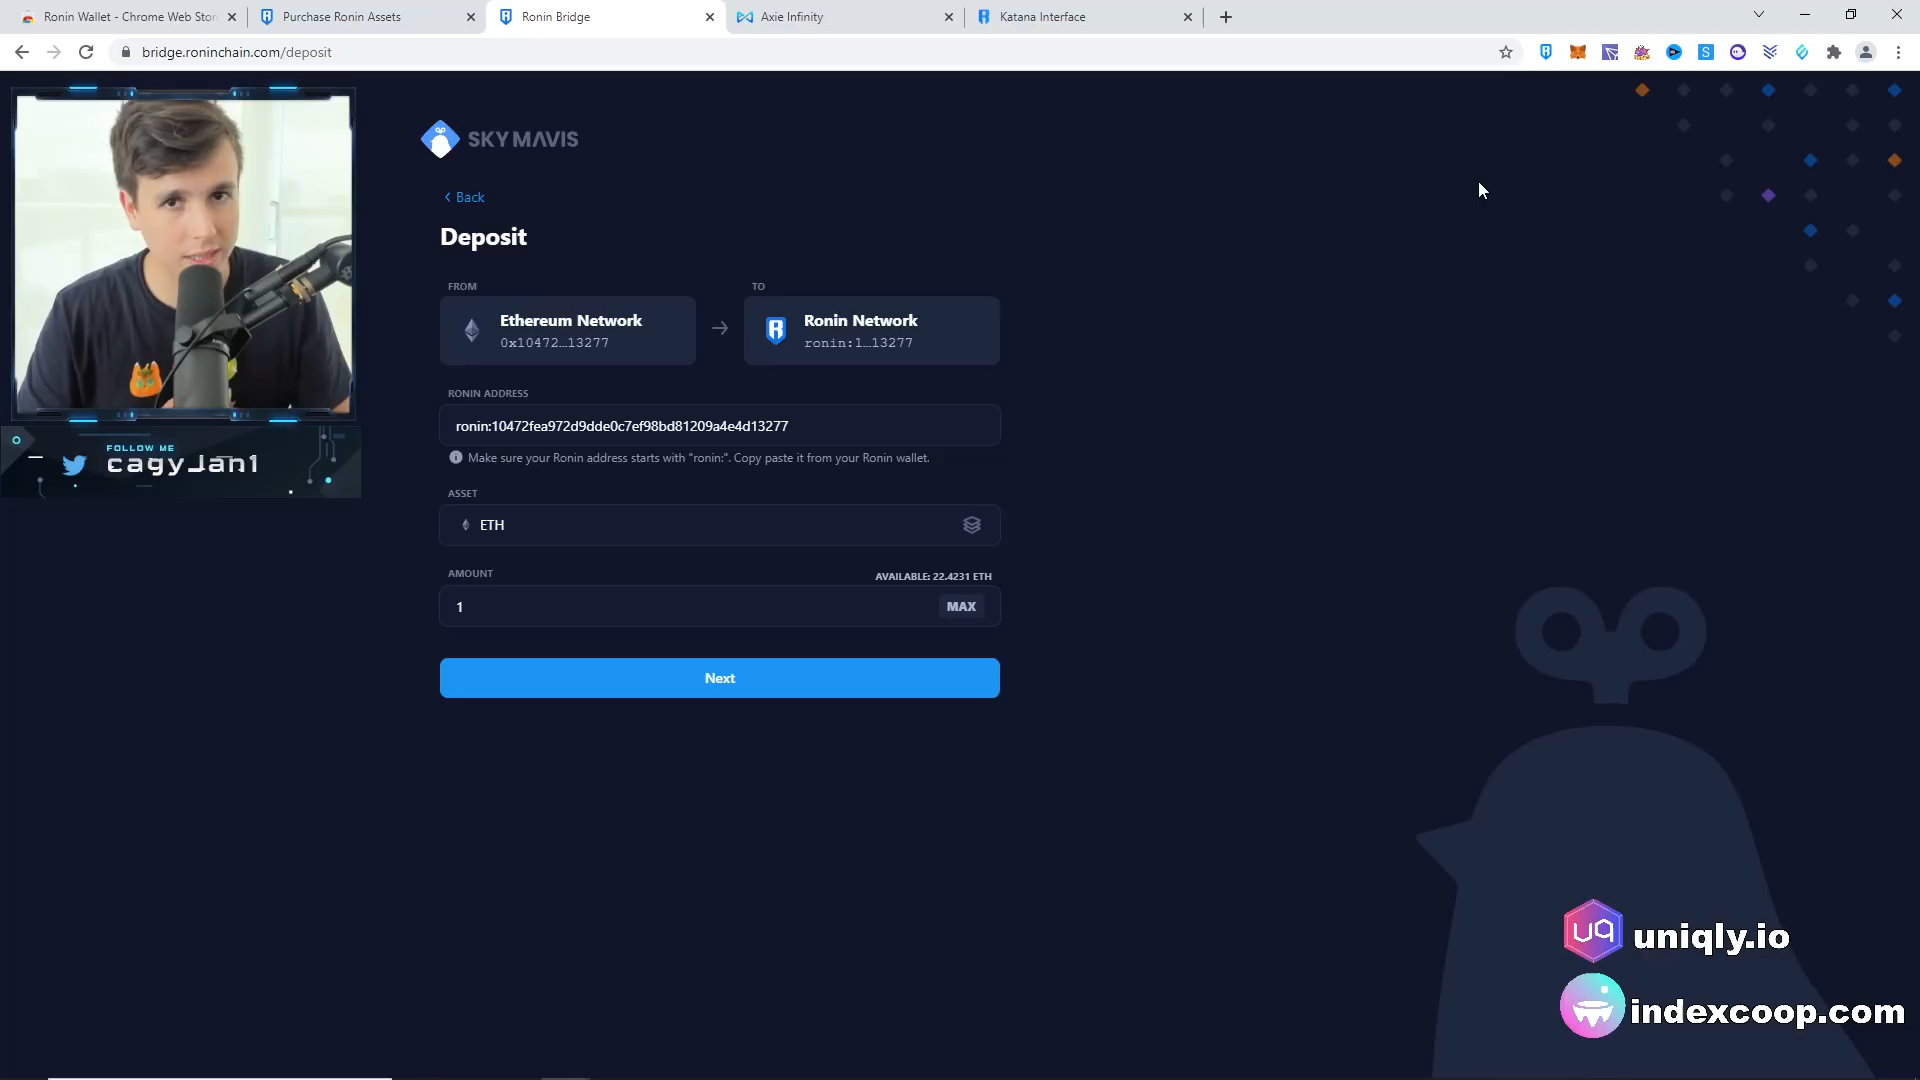 Ronin Wallet - Chrome Web Stor
Purchase Ronin Assets
Ronin Bridge
Axie Infinity
Katana Interface
bridge.roninchain.com/deposit
SKY MAVIS
Back
Deposit
FROM
Ethereum Network
0x10472...13277
TO
Ronin Network
ronin:1...13277
RONIN ADDRESS
ronin:10472fea972d9dde0c7ef98bd81209a4e4d13277
Make sure your Ronin address starts with "ronin:". Copy paste it from your Ronin wallet.
ASSET
ETH
AMOUNT
AVAILABLE: 22.4231 ETH
1
MAX
Next
FOLLOW ME
cagyJan1
uq
uniqly.io
indexcoop.com